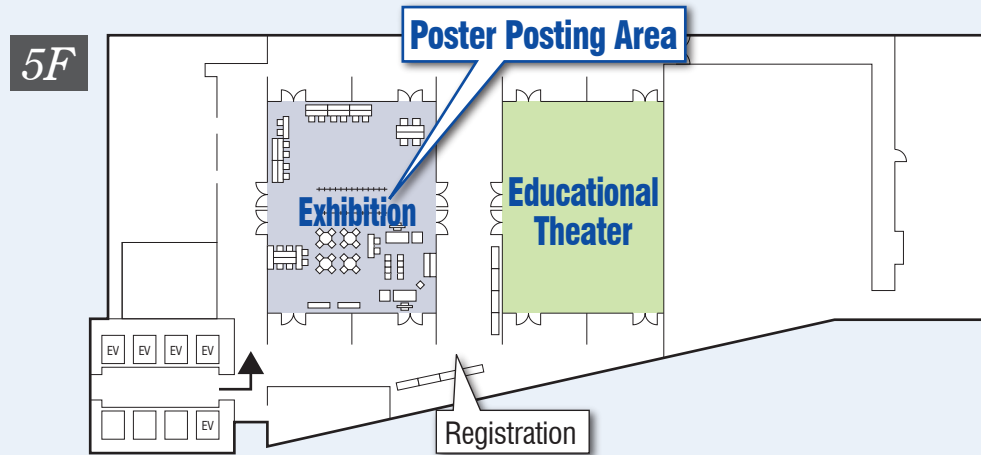 5F
Poster Posting Area
Exhibition
Educational
Theater
EV
EV
EV
EV
EV
Registration